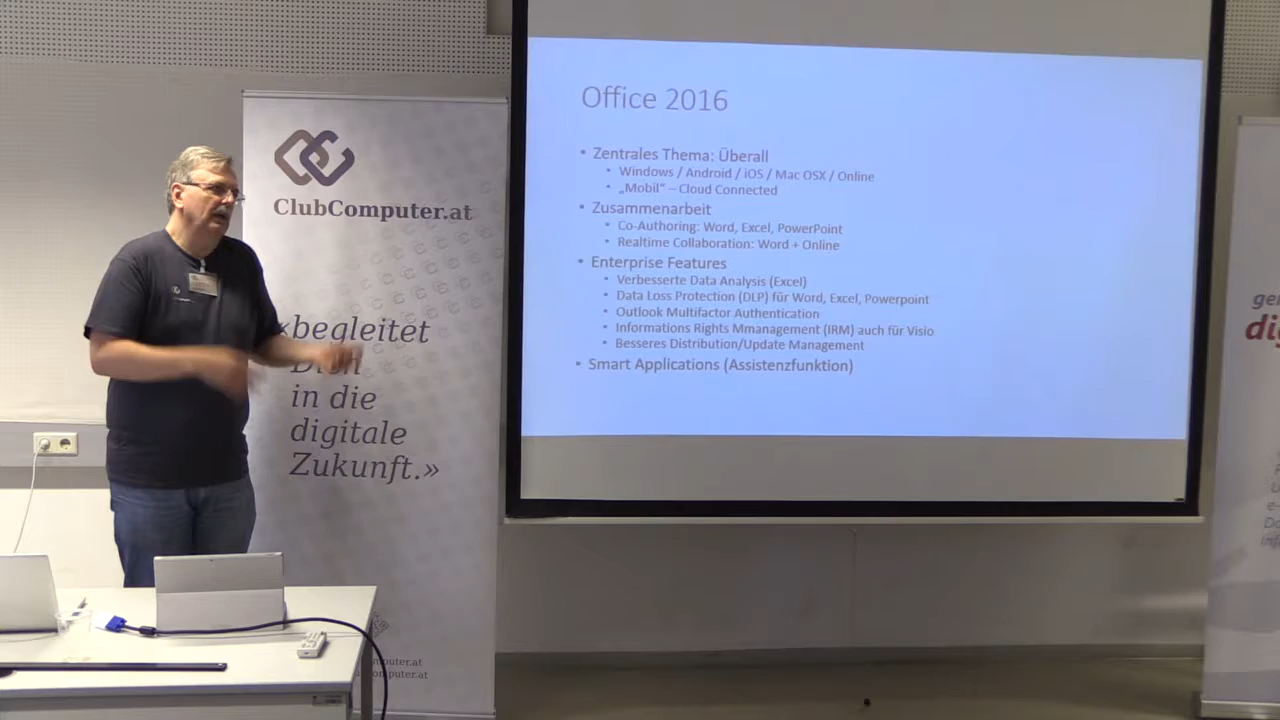 ClubComputer.at
«begleitet
Dich
in die
digitale
Zukunft.»
Office 2016
• Zentrales Thema: Überall
• Windows / Android / iOS / Mac OSX / Online
• „Mobil“ – Cloud Connected
• Zusammenarbeit
• Co-Authoring: Word, Excel, PowerPoint
• Realtime Collaboration: Word + Online
• Enterprise Features
• Verbesserte Data Analysis (Excel)
• Data Loss Protection (DLP) für Word, Excel, Powerpoint
• Outlook Multifactor Authentication
• Informations Rights Mmanagement (IRM) auch für Visio
• Besseres Distribution/Update Management
• Smart Applications (Assistenzfunktion)